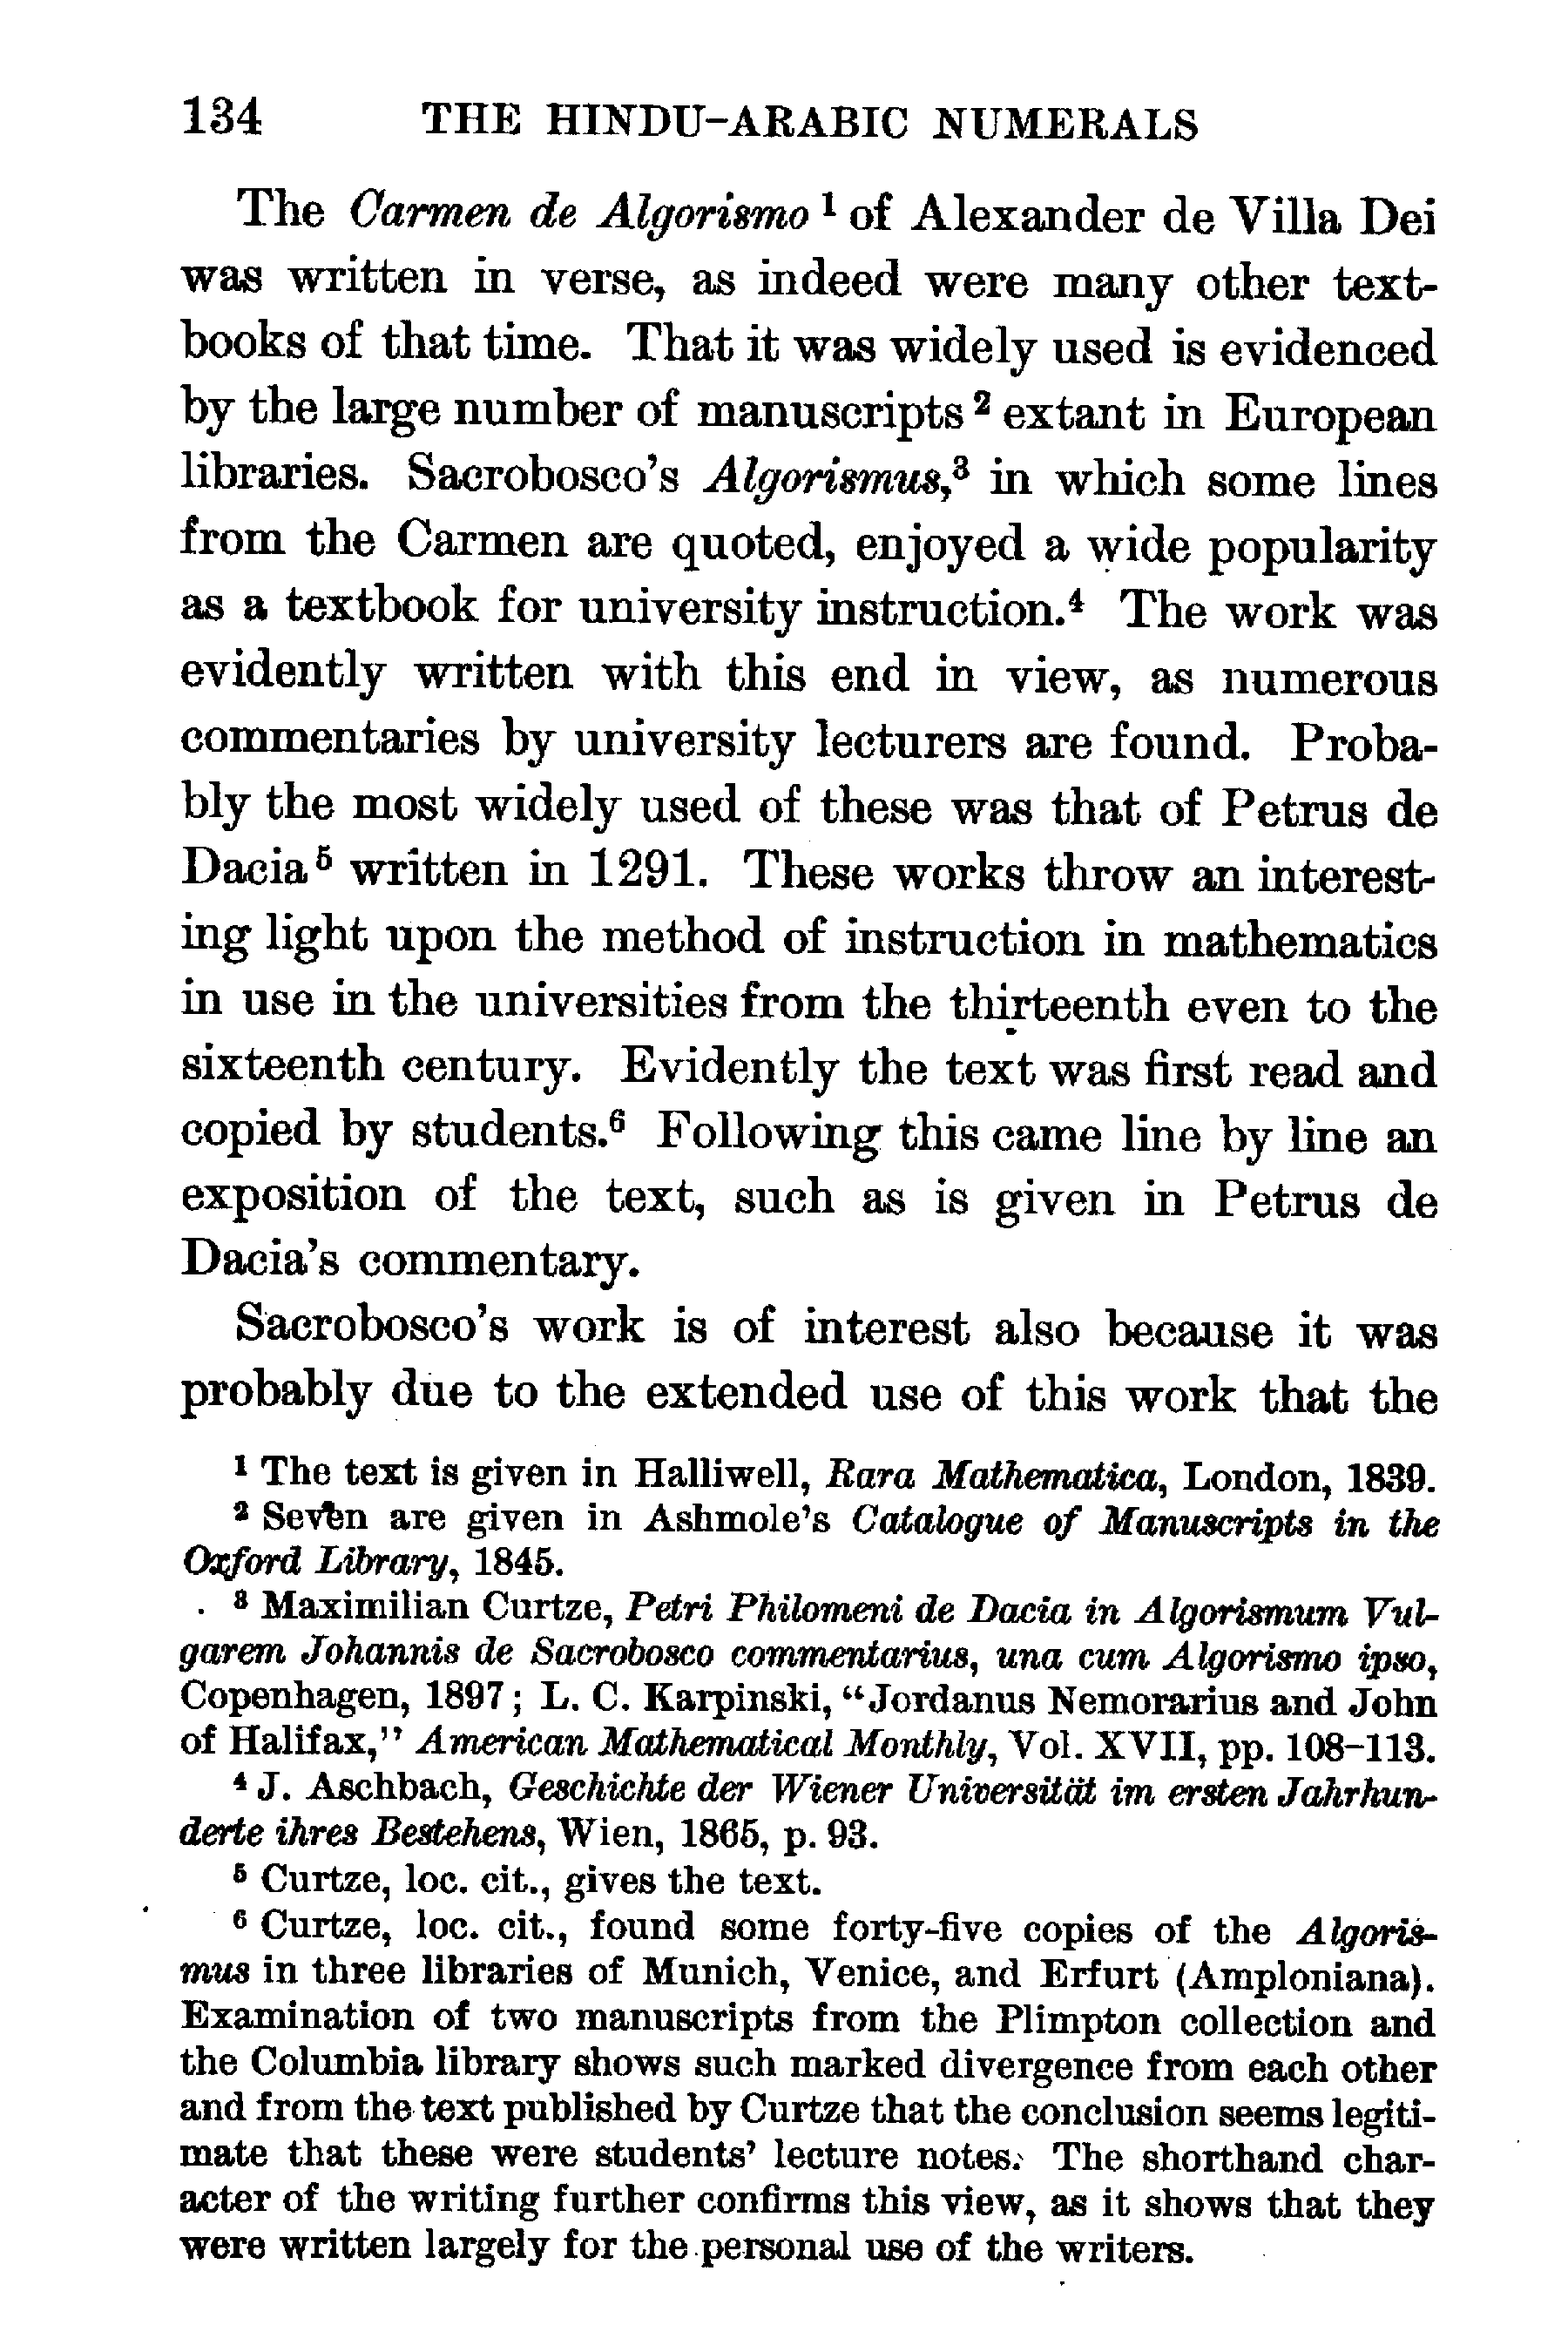 134 THE HINDU-ARABIC NUMERALS
The Carmen de Algorismo ¹ of Alexander de Villa Dei
was written in verse, as indeed were many other text-
books of that time. That it was widely used is evidenced
by the large number of manuscripts ² extant in European
libraries. Sacrobosco's Algorismus,³ in which some lines
from the Carmen are quoted, enjoyed a wide popularity
as a textbook for university instruction.⁴ The work was
evidently written with this end in view, as numerous
commentaries by university lecturers are found. Proba-
bly the most widely used of these was that of Petrus de
Dacia ⁵ written in 1291. These works throw an interest-
ing light upon the method of instruction in mathematics
in use in the universities from the thirteenth even to the
sixteenth century. Evidently the text was first read and
copied by students.⁶ Following this came line by line an
exposition of the text, such as is given in Petrus de
Dacia's commentary.
Sacrobosco's work is of interest also because it was
probably due to the extended use of this work that the
¹ The text is given in Halliwell, Rara Mathematica, London, 1839.
² Seven are given in Ashmole's Catalogue of Manuscripts in the
Oxford Library, 1845.
³ Maximilian Curtze, Petri Philomeni de Dacia in Algorismum Vul-
garem Johannis de Sacrobosco commentarius, una cum Algorismo ipso,
Copenhagen, 1897; L. C. Karpinski, "Jordanus Nemorarius and John
of Halifax," American Mathematical Monthly, Vol. XVII, pp. 108-113.
⁴ J. Aschbach, Geschichte der Wiener Universität im ersten Jahrhun-
derte ihres Bestehens, Wien, 1865, p. 93.
⁵ Curtze, loc. cit., gives the text.
⁶ Curtze, loc. cit., found some forty-five copies of the Algoris-
mus in three libraries of Munich, Venice, and Erfurt (Amploniana).
Examination of two manuscripts from the Plimpton collection and
the Columbia library shows such marked divergence from each other
and from the text published by Curtze that the conclusion seems legiti-
mate that these were students' lecture notes. The shorthand char-
acter of the writing further confirms this view, as it shows that they
were written largely for the personal use of the writers.